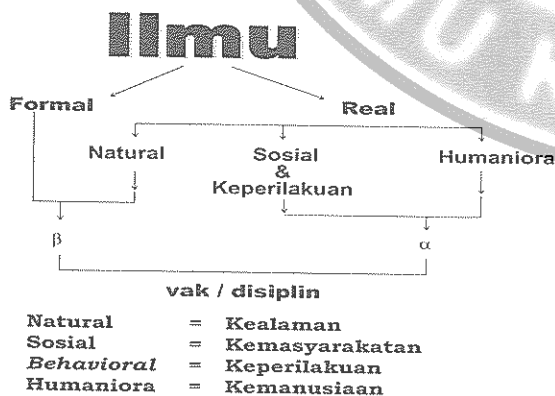 Ilmu
Formal
Real
Natural
Sosial
&
Keperilakuan
Humaniora
β
α
vak / disiplin
Natural = Kealaman
Sosial = Kemasyarakatan
Behavioral = Keperilakuan
Humaniora = Kemanusiaan